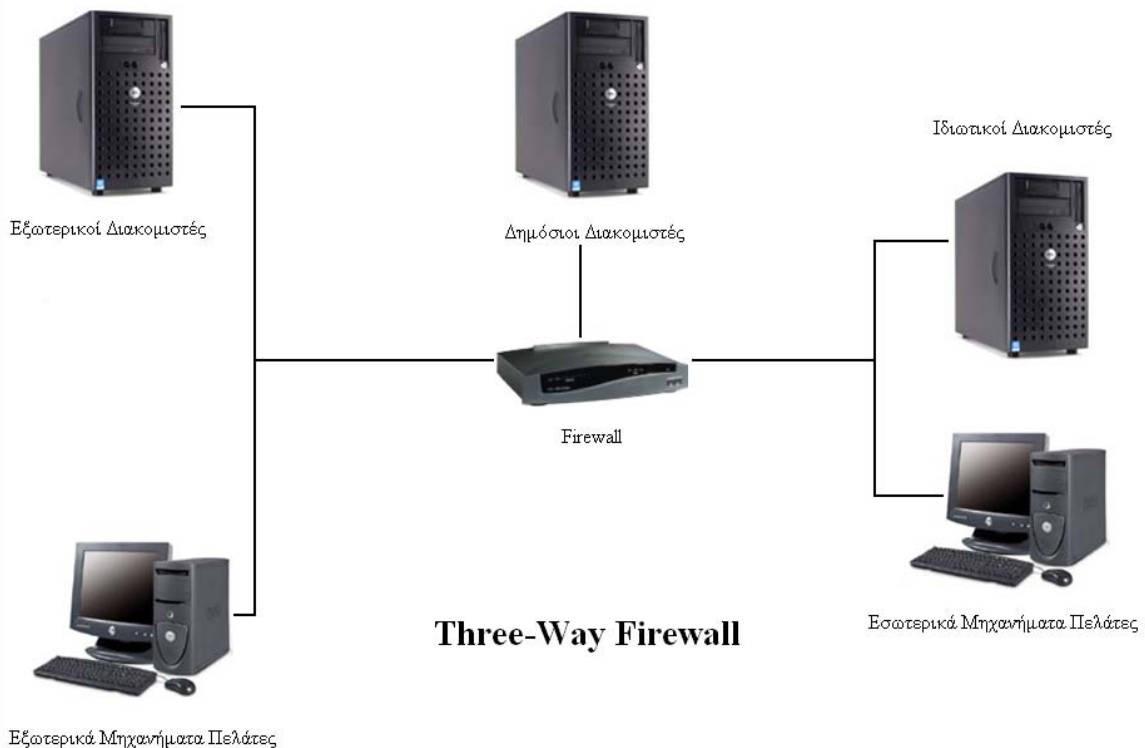 Ιδιωτικοί Διακομιστές
Εξωτερικοί Διακομιστές
Δημόσιοι Διακομιστές
Firewall
Three-Way Firewall
Εσωτερικά Μηχανήματα Πελάτες
Εξωτερικά Μηχανήματα Πελάτες